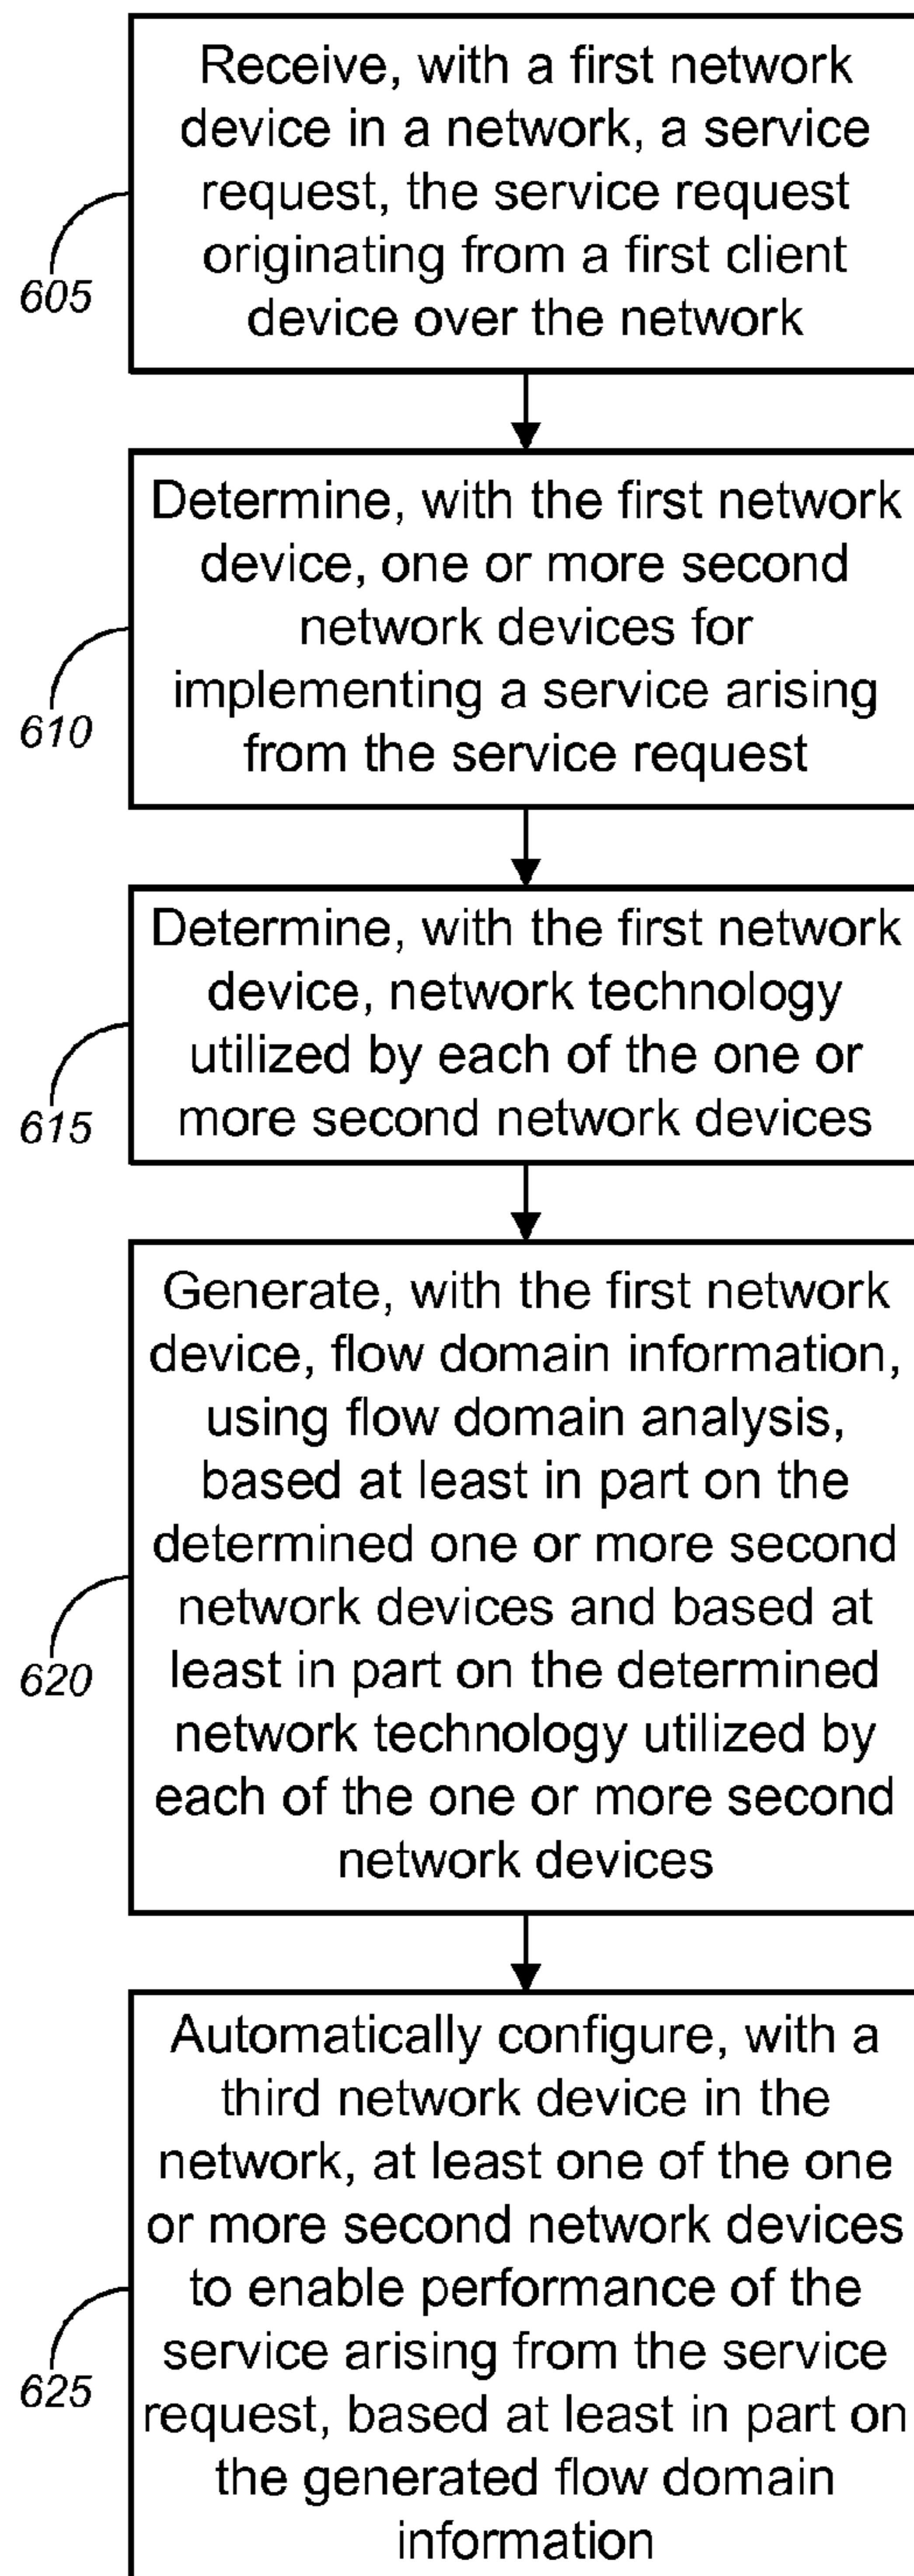 Receive, with a first network
device in a network, a service
request, the service request
originating from a first client
device over the network
605
Determine, with the first network
device, one or more second
network devices for
implementing a service arising
from the service request
610
Determine, with the first network
device, network technology
utilized by each of the one or
more second network devices
615
Generate, with the first network
device, flow domain information,
using flow domain analysis,
based at least in part on the
determined one or more second
network devices and based at
least in part on the determined
network technology utilized by
each of the one or more second
network devices
620
Automatically configure, with a
third network device in the
network, at least one of the one
or more second network devices
to enable performance of the
service arising from the service
request, based at least in part on
the generated flow domain
information
625